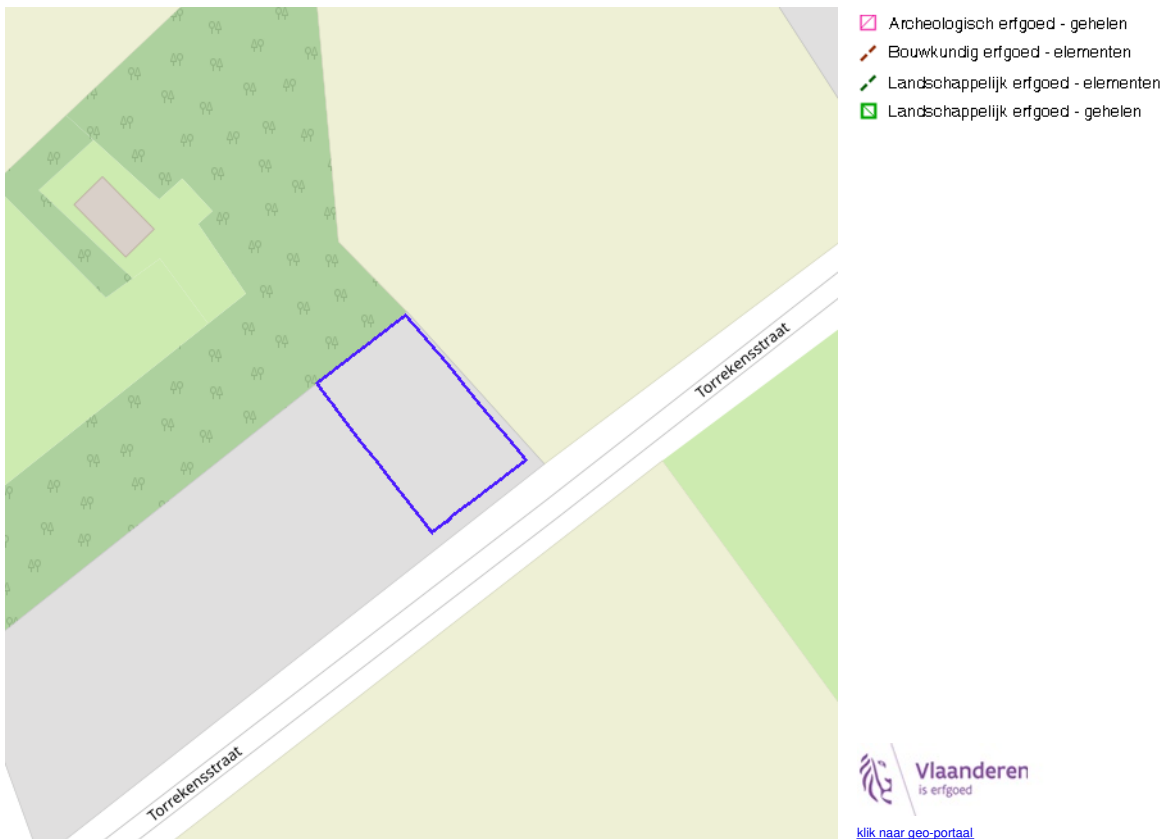 Archeologisch erfgoed - gehelen
Bouwkundig erfgoed - elementen
Landschappelijk erfgoed - elementen
Landschappelijk erfgoed - gehelen
Torrekensstraat
Torrekensstraat
Vlaanderen
is erfgoed
klik naar geo-portaal